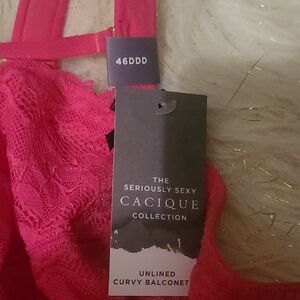 46DDD
THE
SERIOUSLY SEXY
CACIQUE
COLLECTION
UNLINED
CURVY BALCONET